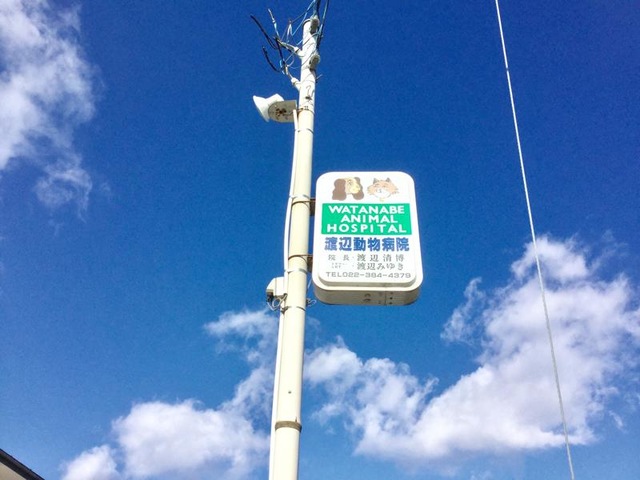 WATANABE
ANIMAL
HOSPITAL
渡辺動物病院
院長 渡辺清博
渡辺みゆき
TEL022-384-4379